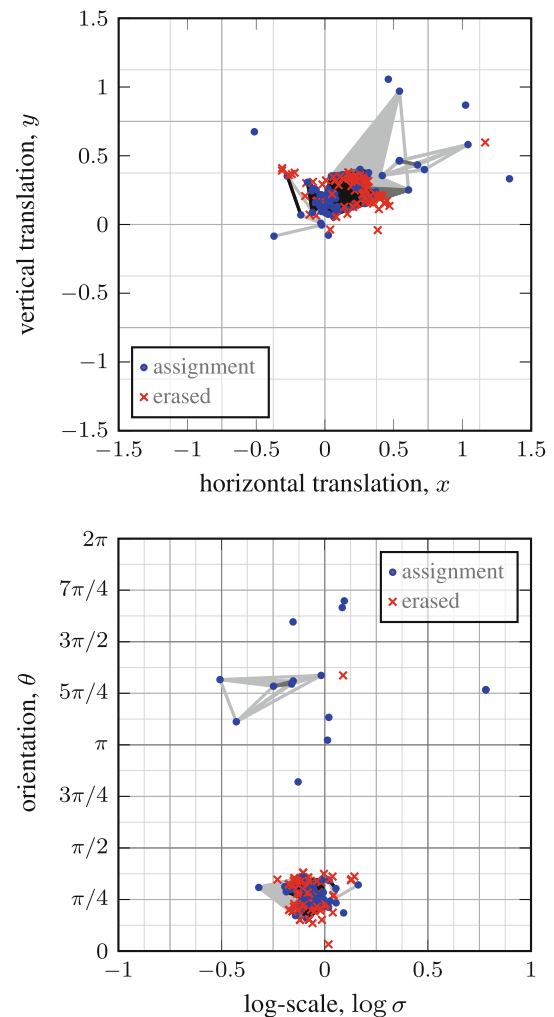 1.5
1
0.5
0
−0.5
−1
−1.5
vertical translation, y
assignment
erased
−1.5 −1 −0.5 0 0.5 1 1.5
horizontal translation, x
2π
7π/4
3π/2
5π/4
π
3π/4
π/2
π/4
0
orientation, θ
assignment
erased
−1 −0.5 0 0.5 1
log-scale, log σ